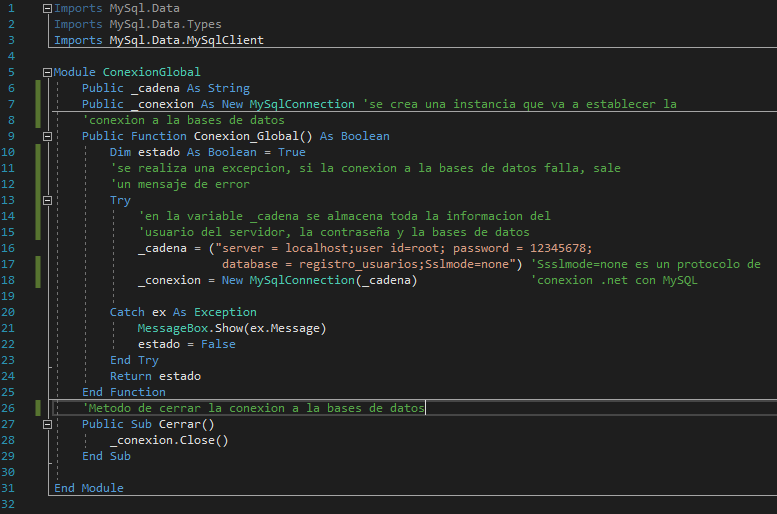 1 Imports MySql.Data
2 Imports MySql.Data.Types
3 Imports MySql.Data.MySqlClient
4
5 Module ConexionGlobal
6 Public _cadena As String
7 Public _conexion As New MySqlConnection 'se crea una instancia que va a establecer la
8 'conexion a la bases de datos
9 Public Function Conexion_Global() As Boolean
10 Dim estado As Boolean = True
11 'se realiza una excepcion, si la conexion a la bases de datos falla, sale
12 'un mensaje de error
13 Try
14 'en la variable _cadena se almacena toda la informacion del
15 'usuario del servidor, la contraseña y la bases de datos
16 _cadena = ("server = localhost;user id=root; password = 12345678;
17 database = registro_usuarios;Sslmode=none") 'Ssslmode=none es un protocolo de
18 _conexion = New MySqlConnection(_cadena) 'conexion .net con MySQL
19
20 Catch ex As Exception
21 MessageBox.Show(ex.Message)
22 estado = False
23 End Try
24 Return estado
25 End Function
26 'Metodo de cerrar la conexion a la bases de datos
27 Public Sub Cerrar()
28 _conexion.Close()
29 End Sub
30
31 End Module
32